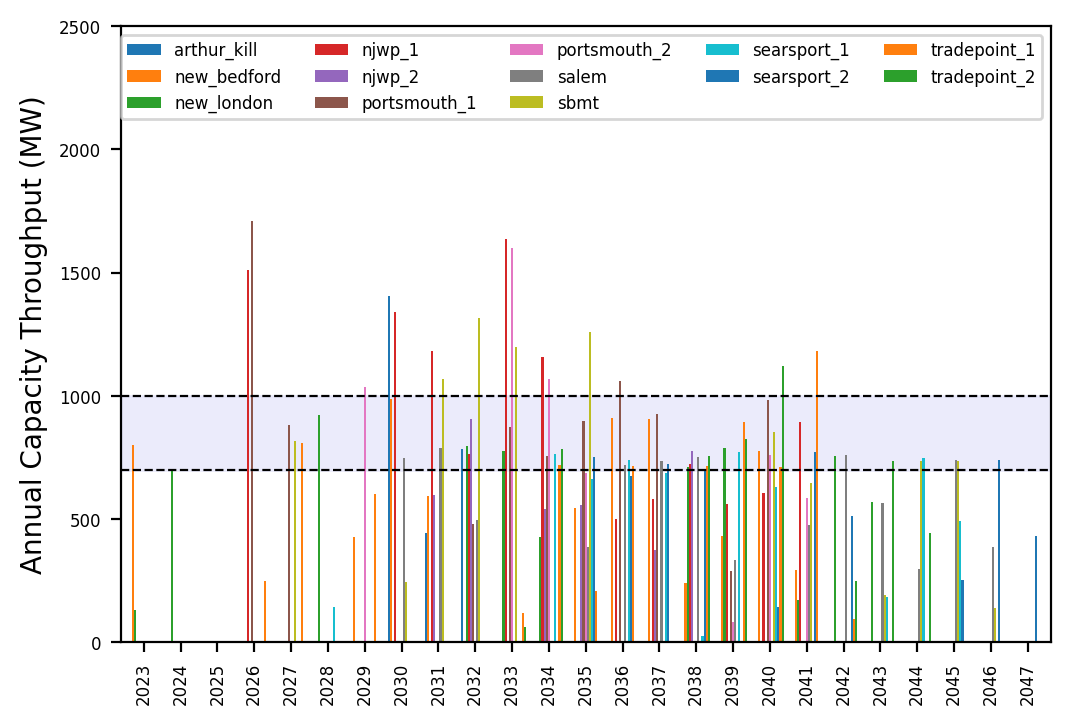 Annual Capacity Throughput (MW)
2500
2000
1500
1000
500
0
arthur_kill
new_bedford
new_london
njwp_1
njwp_2
portsmouth_1
portsmouth_2
salem
sbmt
searsport_1
searsport_2
tradepoint_1
tradepoint_2
2023
2024
2025
2026
2027
2028
2029
2030
2031
2032
2033
2034
2035
2036
2037
2038
2039
2040
2041
2042
2043
2044
2045
2046
2047